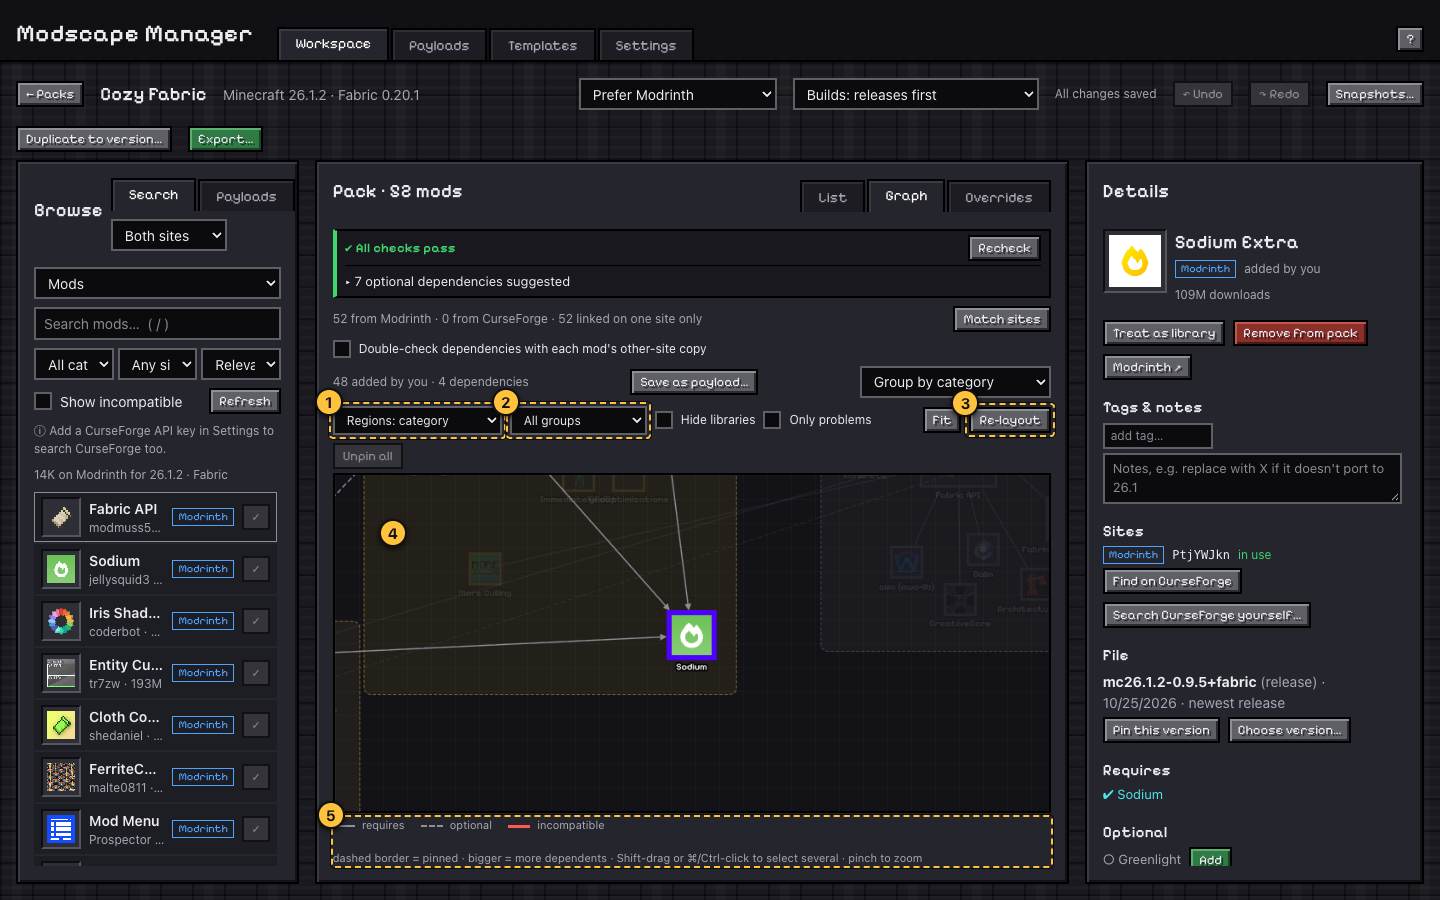 Modscape Manager
Workspace
Payloads
Templates
Settings
?
← Packs
Cozy Fabric
Minecraft 26.1.2 · Fabric 0.20.1
Prefer Modrinth
Builds: releases first
All changes saved
↶ Undo
↷ Redo
Snapshots...
Duplicate to version...
Export...
Browse
Search
Payloads
Both sites
Mods
Search mods... ( / )
All cat
Any si
Releva
Show incompatible
Refresh
ⓘ Add a CurseForge API key in Settings to
search CurseForge too.
14K on Modrinth for 26.1.2 · Fabric
Fabric API
modmuss5...
Modrinth
✓
Sodium
jellysquid3 ...
Modrinth
✓
Iris Shad...
coderbot · ...
Modrinth
✓
Entity Cu...
tr7zw · 193M
Modrinth
✓
Cloth Co...
shedaniel · ...
Modrinth
✓
FerriteC...
malte0811 ·...
Modrinth
✓
Mod Menu
Prospector ...
Modrinth
✓
Pack · 52 mods
List
Graph
Overrides
✔ All checks pass
Recheck
▸ 7 optional dependencies suggested
52 from Modrinth · 0 from CurseForge · 52 linked on one site only
Match sites
Double-check dependencies with each mod's other-site copy
48 added by you · 4 dependencies
Save as payload...
Group by category
1
2
3
Regions: category
All groups
Hide libraries
Only problems
Fit
Re-layout
Unpin all
Fabric API
4
More Culling
owo (owo-lib)
Balm
CreativeCore
Sodium
5
requires
optional
incompatible
dashed border = pinned · bigger = more dependents · Shift-drag or ⌘/Ctrl-click to select several · pinch to zoom
Details
Sodium Extra
Modrinth
added by you
109M downloads
Treat as library
Remove from pack
Modrinth ↗
Tags & notes
add tag...
Notes, e.g. replace with X if it doesn't port to
26.1
Sites
Modrinth
PtjYWJkn
in use
Find on CurseForge
Search CurseForge yourself...
File
mc26.1.2-0.9.5+fabric (release) ·
10/25/2026 · newest release
Pin this version
Choose version...
Requires
✔ Sodium
Optional
○ Greenlight
Add